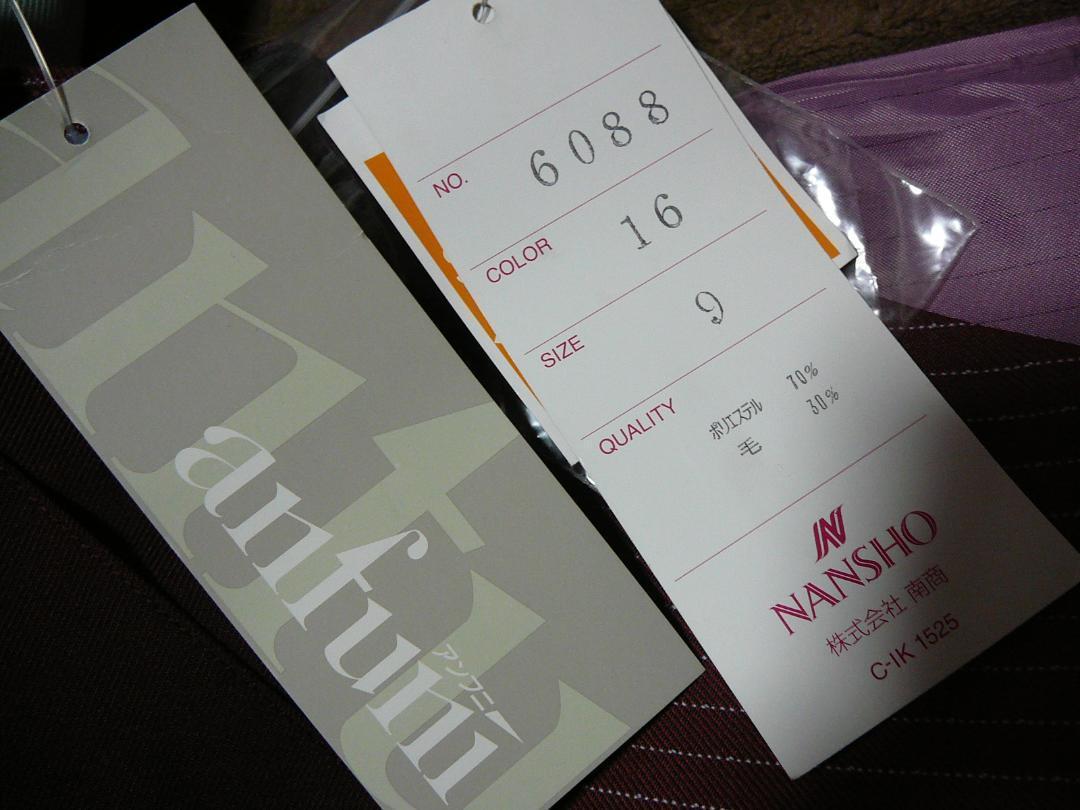 anfuni
アンフニ
NO. 6088
COLOR 16
SIZE 9
QUALITY ポリエステル 70%
毛 30%
NANSHO
株式会社 南商
C-IK 1525